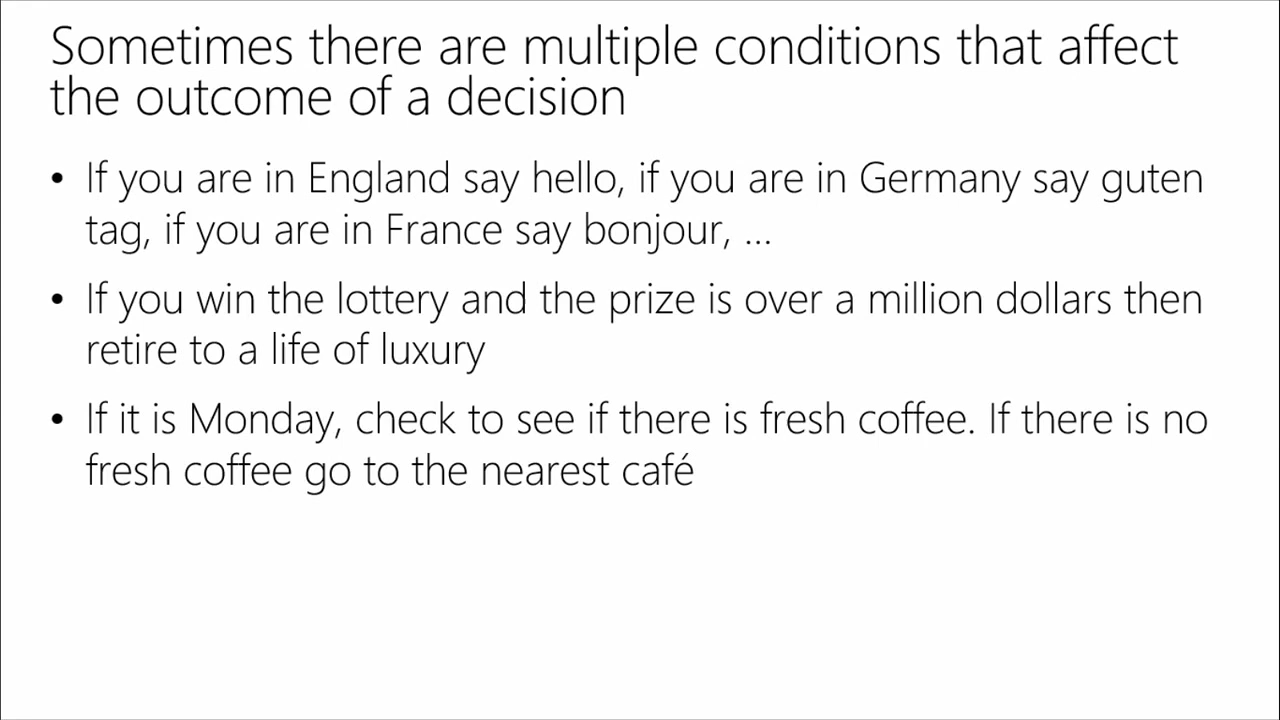 Sometimes there are multiple conditions that affect
the outcome of a decision
• If you are in England say hello, if you are in Germany say guten
tag, if you are in France say bonjour, ...
• If you win the lottery and the prize is over a million dollars then
retire to a life of luxury
• If it is Monday, check to see if there is fresh coffee. If there is no
fresh coffee go to the nearest café